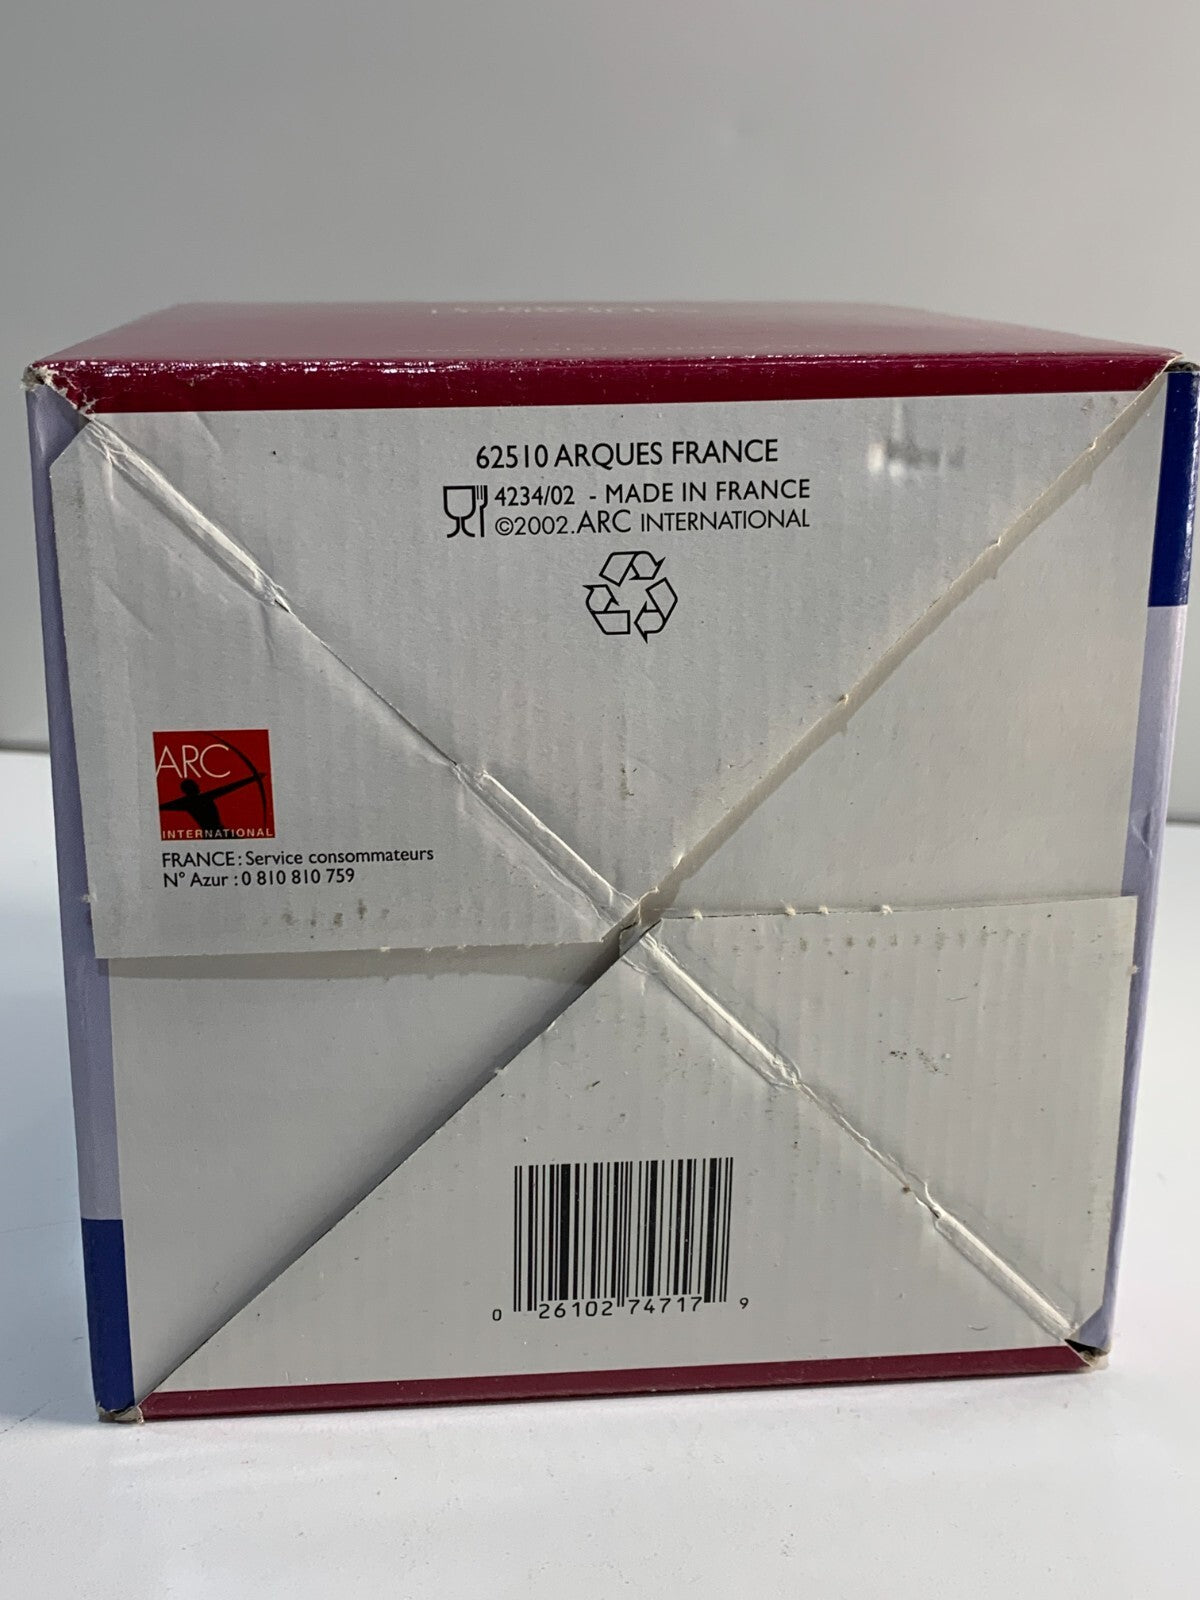 62510 ARQUES FRANCE
4234/02 - MADE IN FRANCE
©2002.ARC INTERNATIONAL
ARC
INTERNATIONAL
FRANCE: Service consommateurs
N° Azur : 0 810 810 759
0 26102 74717 9